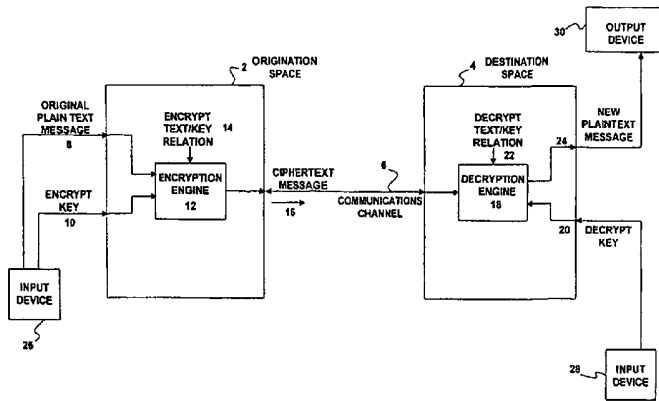 30
OUTPUT
DEVICE
2
ORIGINATION
SPACE
4
DESTINATION
SPACE
ORIGINAL PLAIN TEXT
MESSAGE
8
ENCRYPT
TEXT/KEY
RELATION
14
DECRYPT
TEXT/KEY
RELATION
22
24
NEW
PLAINTEXT
MESSAGE
ENCRYPTION
ENGINE
12
CIPHERTEXT
MESSAGE
16
6
COMMUNICATIONS
CHANNEL
DECRYPTION
ENGINE
18
ENCRYPT
KEY
10
20
DECRYPT
KEY
INPUT
DEVICE
26
28
INPUT
DEVICE